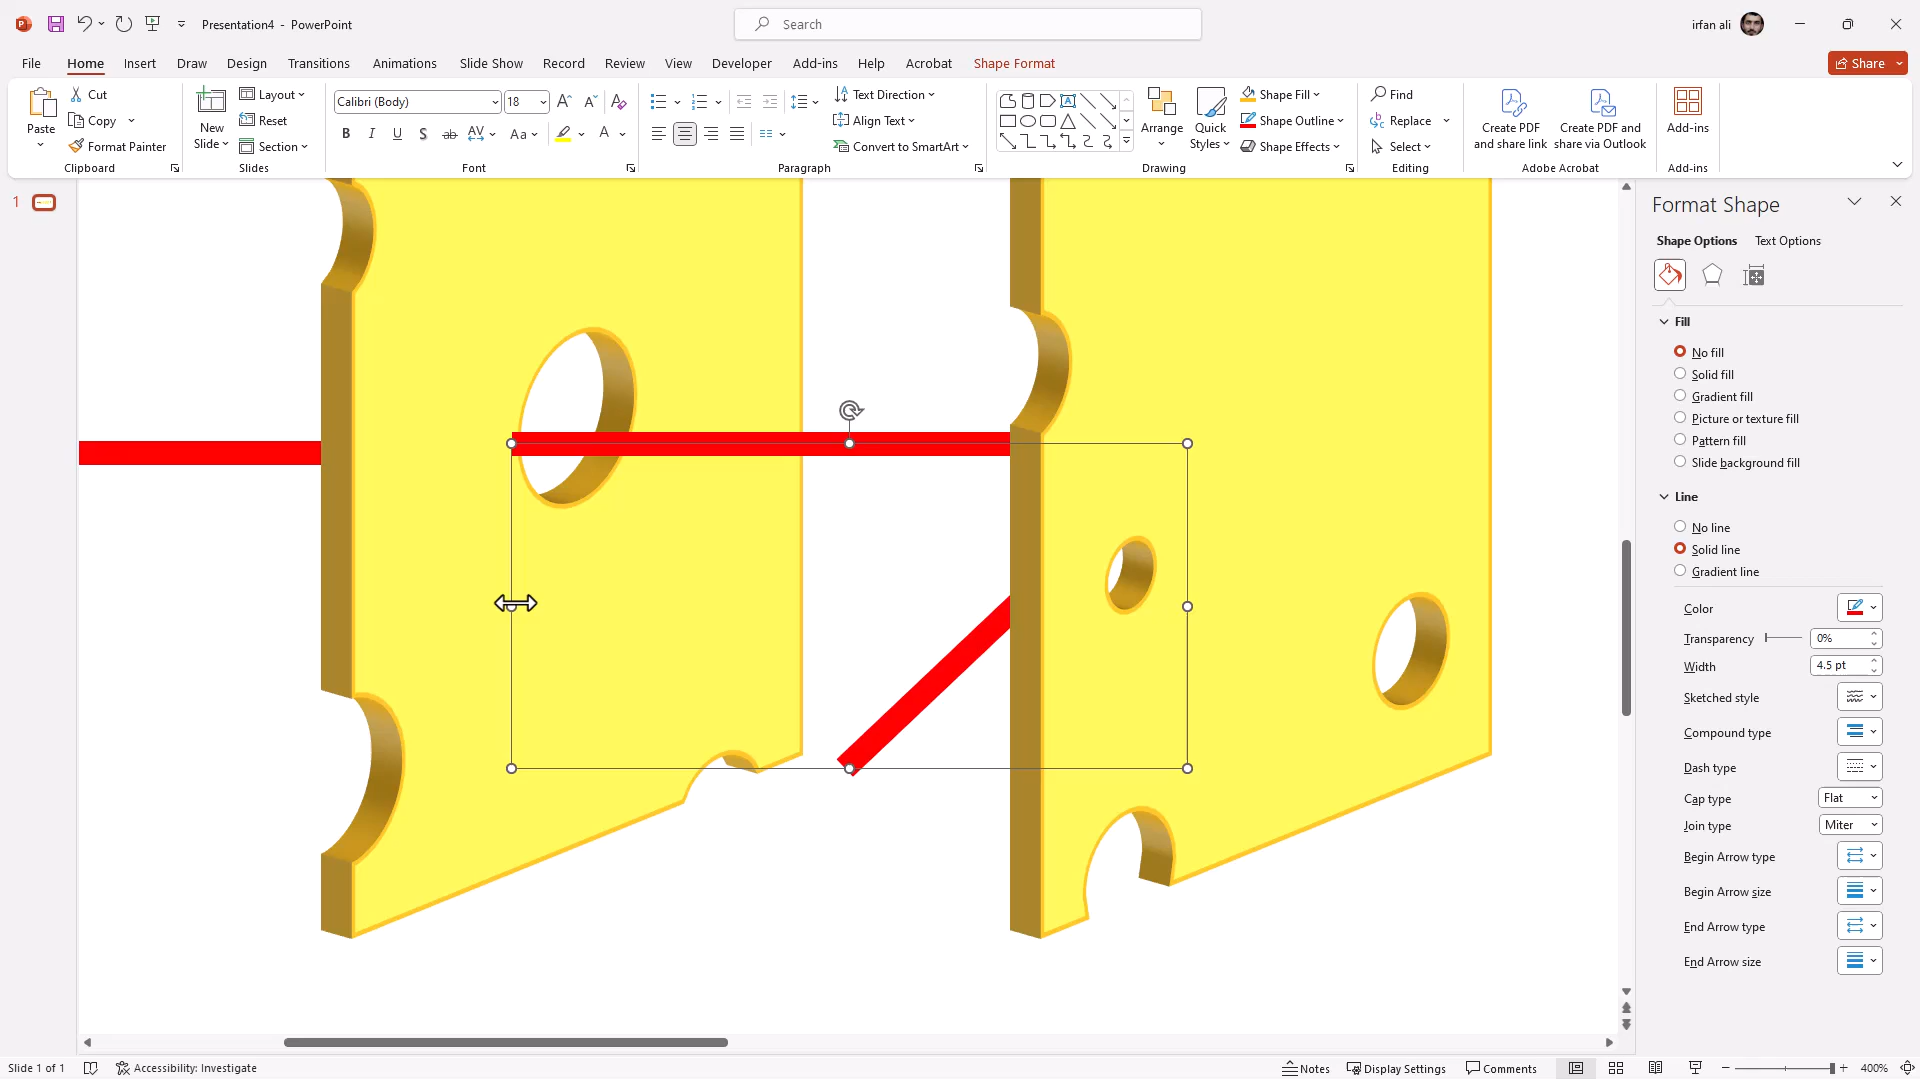 Presentation4 - PowerPoint
Search
irfan ali
File Home Insert Draw Design Transitions Animations Slide Show Record Review View Developer Add-ins Help Acrobat Shape Format
Share
Paste
Cut
Copy
Format Painter
Clipboard
New Slide
Layout
Reset
Section
Slides
Calibri (Body) 18
B I U S ab AV Aa A
Font
Text Direction
Align Text
Convert to SmartArt
Paragraph
Arrange
Quick Styles
Shape Fill
Shape Outline
Shape Effects
Drawing
Find
Replace
Select
Editing
Create PDF and share link
Create PDF and share via Outlook
Adobe Acrobat
Add-ins
Add-ins
1
Format Shape
Shape Options Text Options
Fill
No fill
Solid fill
Gradient fill
Picture or texture fill
Pattern fill
Slide background fill
Line
No line
Solid line
Gradient line
Color
Transparency 0%
Width 4.5 pt
Sketched style
Compound type
Dash type
Cap type Flat
Join type Miter
Begin Arrow type
Begin Arrow size
End Arrow type
End Arrow size
Slide 1 of 1
Accessibility: Investigate
Notes
Display Settings
Comments
400%